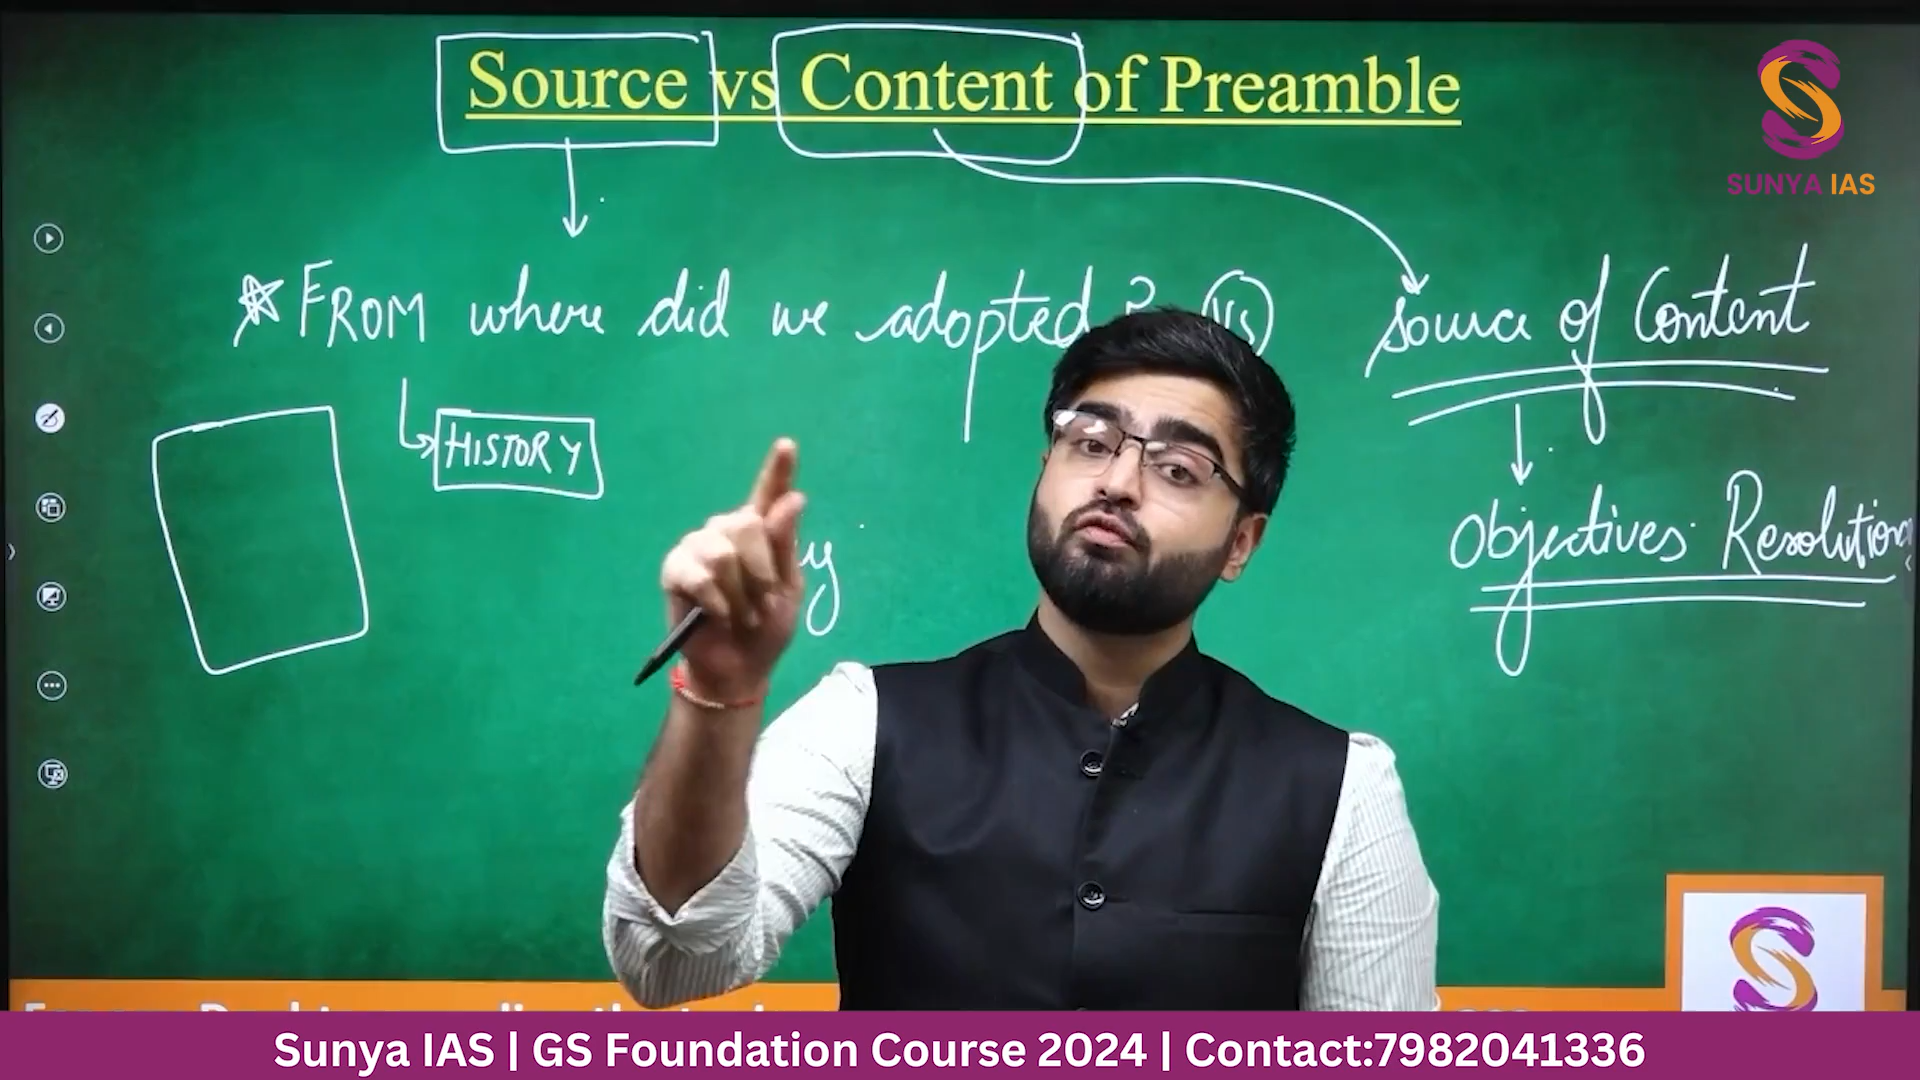 Source vs Content of Preamble
SUNYA IAS
FROM where did we adopted ? Vs
source of Content
HISTORY
Objectives Resolution
Sunya IAS | GS Foundation Course 2024 | Contact:7982041336